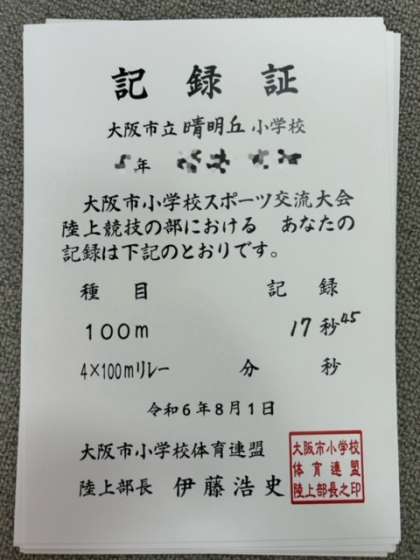 記録証
大阪市立晴明丘小学校
年
大阪市小学校スポーツ交流大会
陸上競技の部における あなたの
記録は下記のとおりです。
種目 記録
100m 17秒45
4×100mリレー 分 秒
令和6年8月1日
大阪市小学校体育連盟
陸上部長 伊藤浩史
大阪市小学校
体育連盟
陸上部長之印